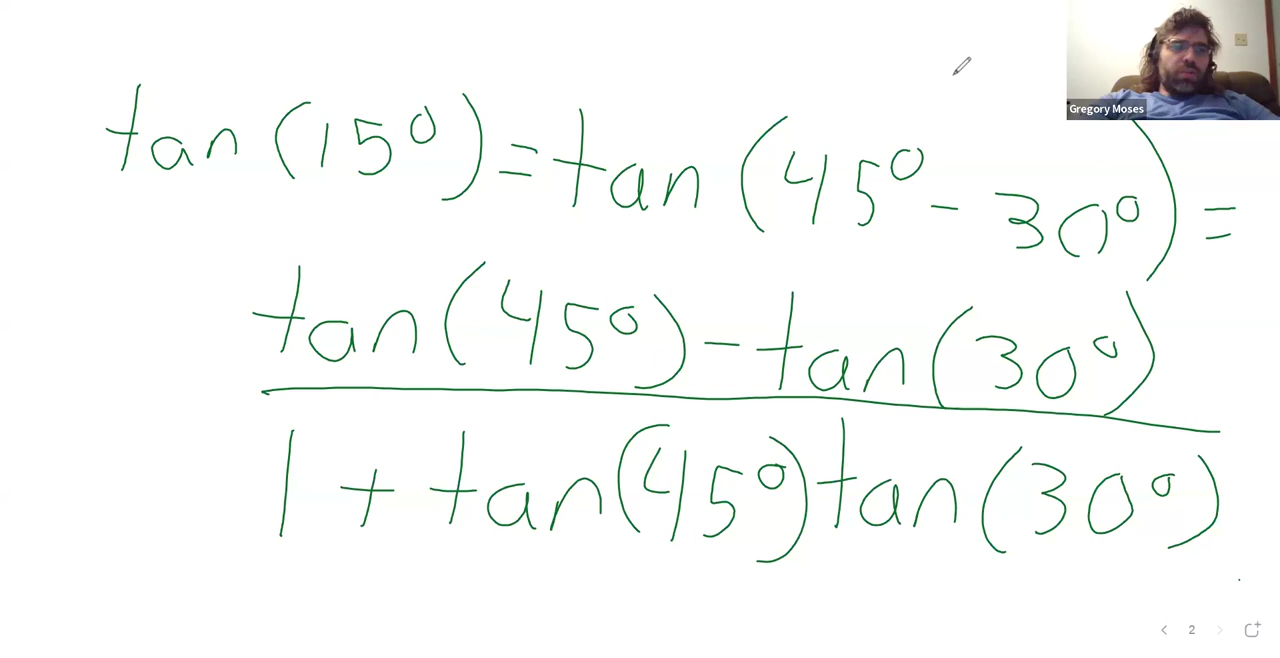 Gregory Moses
tan(15°) = tan(45° - 30°) =
tan(45°) - tan(30°)
1 + tan(45°)tan(30°)
2